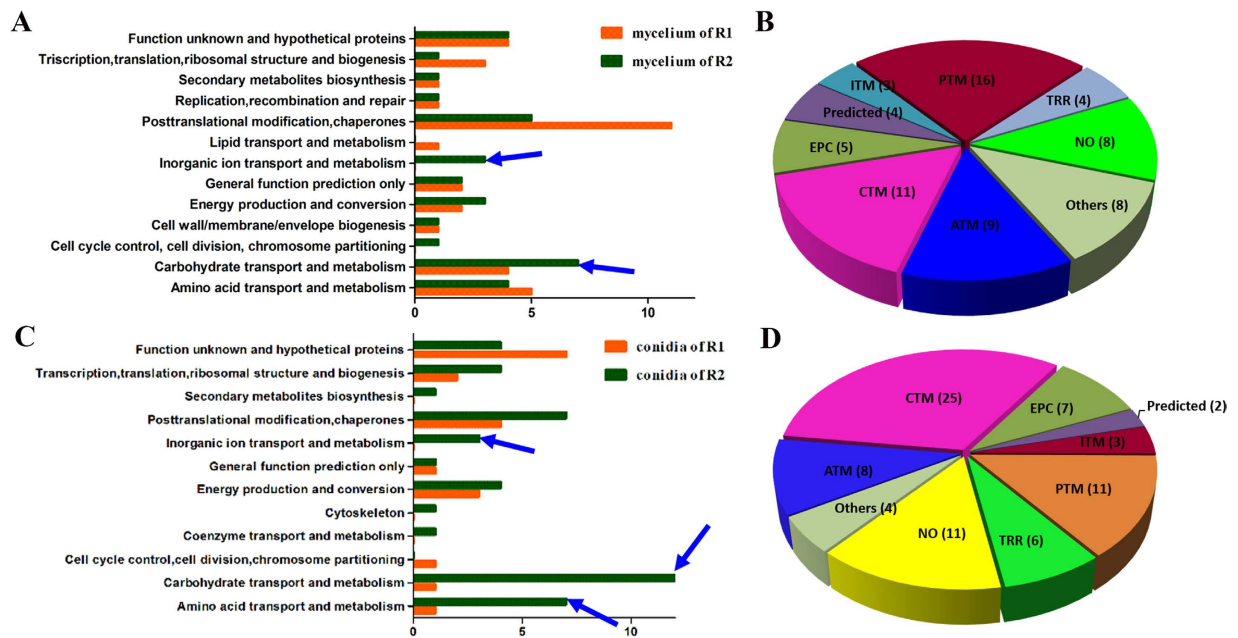 A
Function unknown and hypothetical proteins
Triscription,translation,ribosomal structure and biogenesis
Secondary metabolites biosynthesis
Replication,recombination and repair
Posttranslational modification,chaperones
Lipid transport and metabolism
Inorganic ion transport and metabolism
General function prediction only
Energy production and conversion
Cell wall/membrane/envelope biogenesis
Cell cycle control, cell division, chromosome partitioning
Carbohydrate transport and metabolism
Amino acid transport and metabolism
0 5 10
mycelium of R1
mycelium of R2
B
PTM (16)
TRR (4)
NO (8)
Others (8)
ATM (9)
CTM (11)
EPC (5)
Predicted (4)
ITM (3)
C
Function unknown and hypothetical proteins
Transcription,translation,ribosomal structure and biogenesis
Secondary metabolites biosynthesis
Posttranslational modification,chaperones
Inorganic ion transport and metabolism
General function prediction only
Energy production and conversion
Cytoskeleton
Coenzyme transport and metabolism
Cell cycle control,cell division,chromosome partitioning
Carbohydrate transport and metabolism
Amino acid transport and metabolism
0 5 10
conidia of R1
conidia of R2
D
CTM (25)
EPC (7)
Predicted (2)
ITM (3)
PTM (11)
TRR (6)
NO (11)
Others (4)
ATM (8)